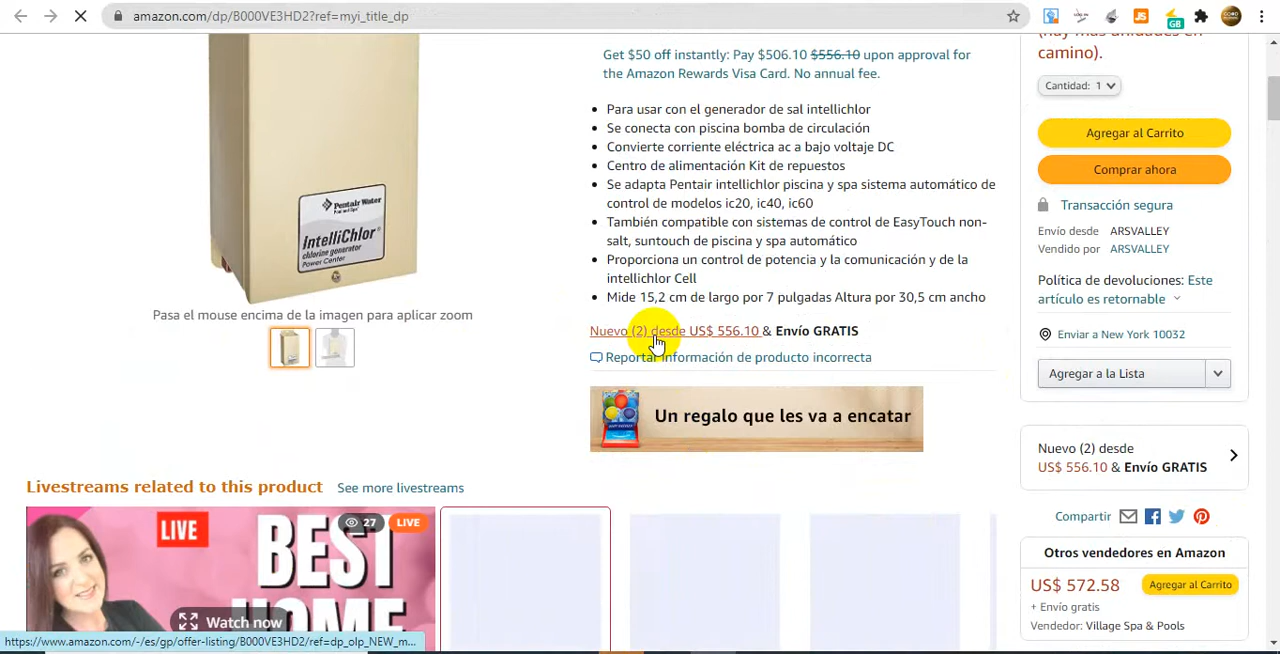 amazon.com/dp/B000VE3HD2?ref=myi_title_dp
JS
GB
(hay más unidades en
camino).
Get $50 off instantly: Pay $506.10 $556.10 upon approval for
the Amazon Rewards Visa Card. No annual fee.
Cantidad: 1
Para usar con el generador de sal intellichlor
Se conecta con piscina bomba de circulación
Convierte corriente eléctrica ac a bajo voltaje DC
Centro de alimentación Kit de repuestos
Se adapta Pentair intellichlor piscina y spa sistema automático de
control de modelos ic20, ic40, ic60
También compatible con sistemas de control de EasyTouch non-
salt, suntouch de piscina y spa automático
Proporciona un control de potencia y la comunicación y de la
intellichlor Cell
Mide 15,2 cm de largo por 7 pulgadas Altura por 30,5 cm ancho
Agregar al Carrito
Comprar ahora
Transacción segura
Envío desde ARSVALLEY
Vendido por ARSVALLEY
Política de devoluciones: Este
artículo es retornable
Enviar a New York 10032
Agregar a la Lista
Pentair Water
Pool and Spa
IntelliChlor
chlorine generator
Power Center
Pasa el mouse encima de la imagen para aplicar zoom
Nuevo (2) desde US$ 556.10 & Envío GRATIS
Reportar información de producto incorrecta
Un regalo que les va a encatar
Nuevo (2) desde
US$ 556.10 & Envío GRATIS
Compartir
Otros vendedores en Amazon
US$ 572.58 Agregar al Carrito
+ Envío gratis
Vendedor: Village Spa & Pools
Livestreams related to this product See more livestreams
LIVE
27
LIVE
BEST
HOME
Watch now
https://www.amazon.com/-/es/gp/offer-listing/B000VE3HD2/ref=dp_olp_NEW_m...